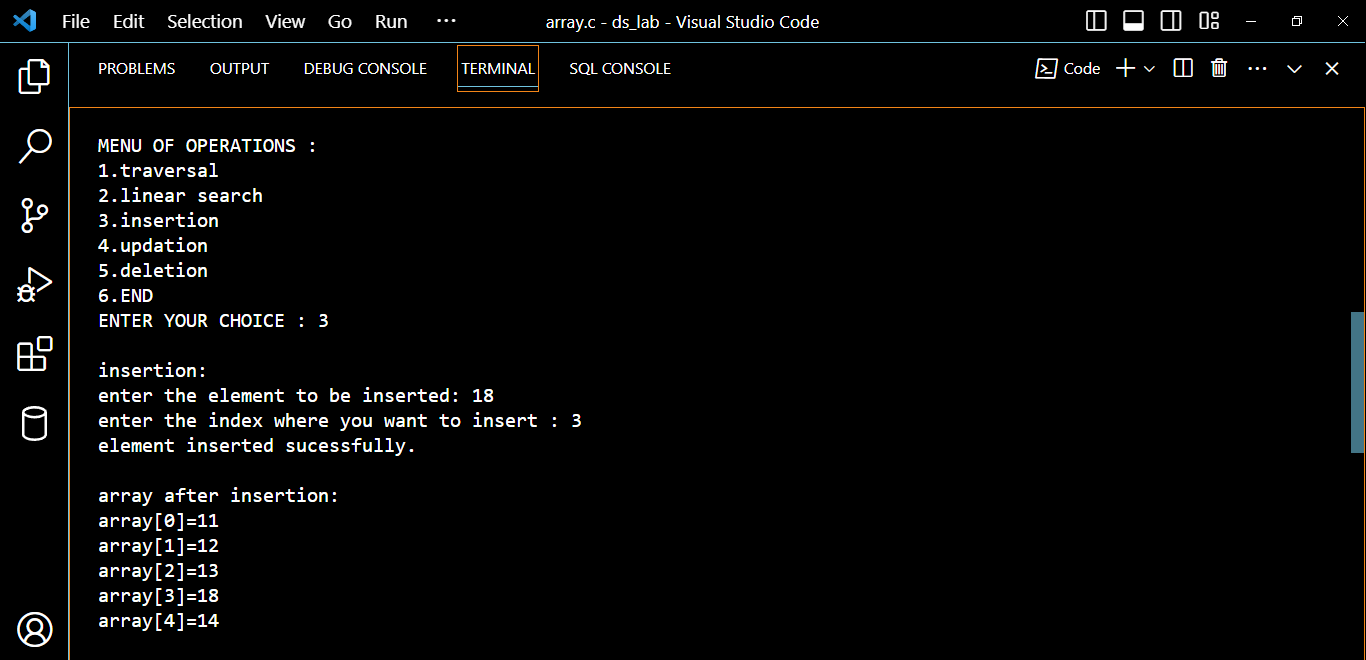 File Edit Selection View Go Run ··· array.c - ds_lab - Visual Studio Code
PROBLEMS OUTPUT DEBUG CONSOLE TERMINAL SQL CONSOLE Code
MENU OF OPERATIONS :
1.traversal
2.linear search
3.insertion
4.updation
5.deletion
6.END
ENTER YOUR CHOICE : 3
insertion:
enter the element to be inserted: 18
enter the index where you want to insert : 3
element inserted sucessfully.
array after insertion:
array[0]=11
array[1]=12
array[2]=13
array[3]=18
array[4]=14